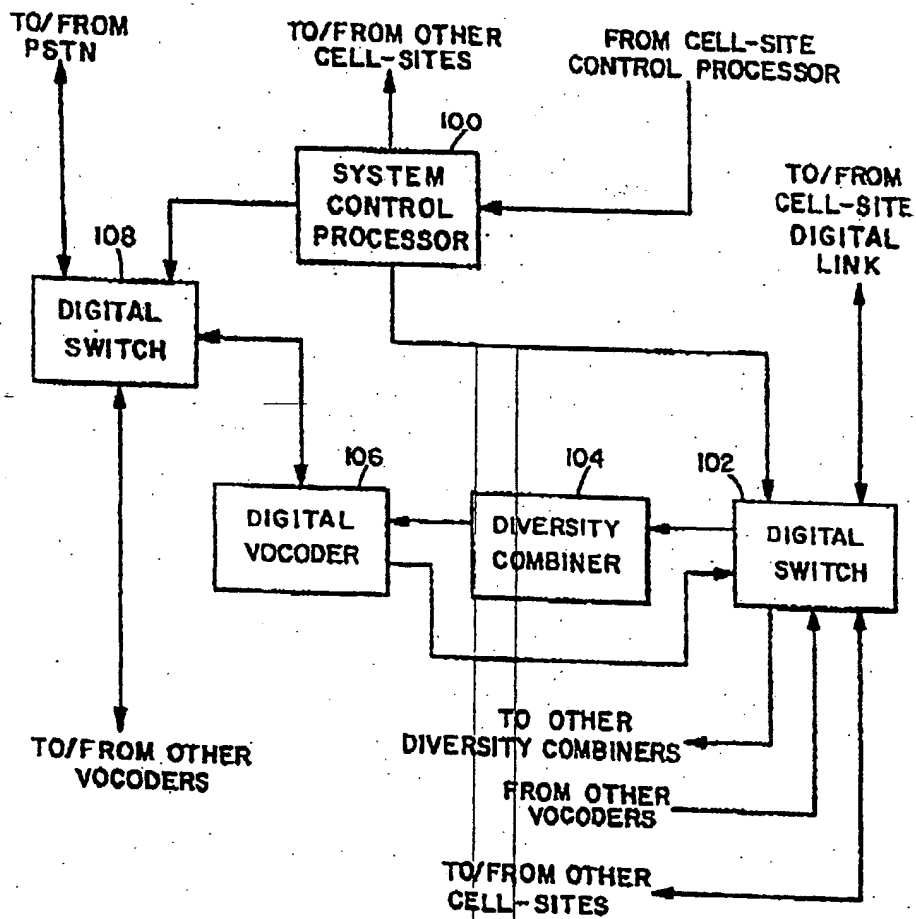 TO/FROM
PSTN
TO/FROM OTHER
CELL-SITES
FROM CELL-SITE
CONTROL PROCESSOR
100
SYSTEM
CONTROL
PROCESSOR
TO/FROM
CELL-SITE
DIGITAL
LINK
108
DIGITAL
SWITCH
106
DIGITAL
VOCODER
104
DIVERSITY
COMBINER
102
DIGITAL
SWITCH
TO/FROM OTHER
VOCODERS
TO OTHER
DIVERSITY COMBINERS
FROM OTHER
VOCODERS
TO/FROM OTHER
CELL-SITES